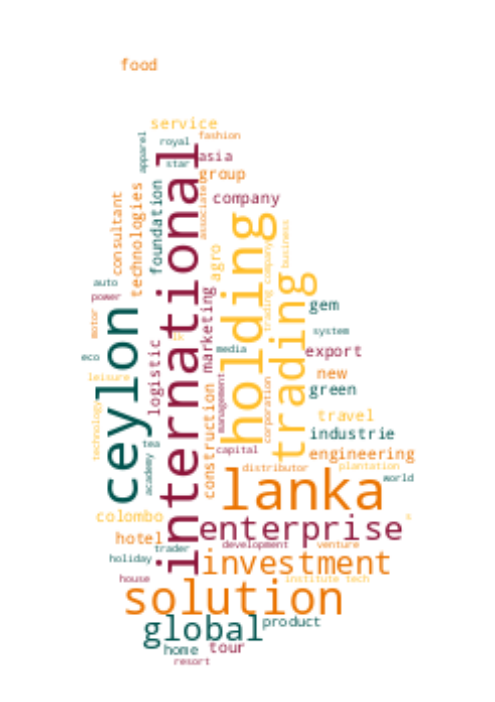 food
service
fashion
apparel
royal
star
asia
group
associates
company
consultant
technologies
foundation
international
holding
business
trading company
agro
auto
power
motor
ceylon
logistic
lk
marketing
media
trading
gem
system
export
eco
leisure
new
green
technology
tea
academy
construction
management
corporation
travel
industrie
capital
engineering
distributor
plantation
world
lanka
colombo
s
enterprise
hotel
trader
development
venture
holiday
investment
house
institute
tech
solution
global
product
home
tour
resort